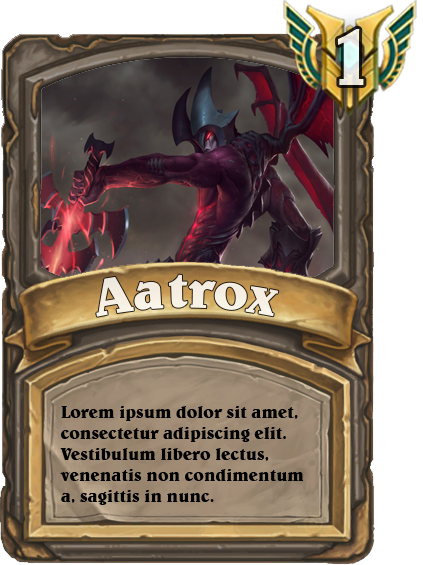 1
Aatrox
Lorem ipsum dolor sit amet,
consectetur adipiscing elit.
Vestibulum libero lectus,
venenatis non condimentum
a, sagittis in nunc.